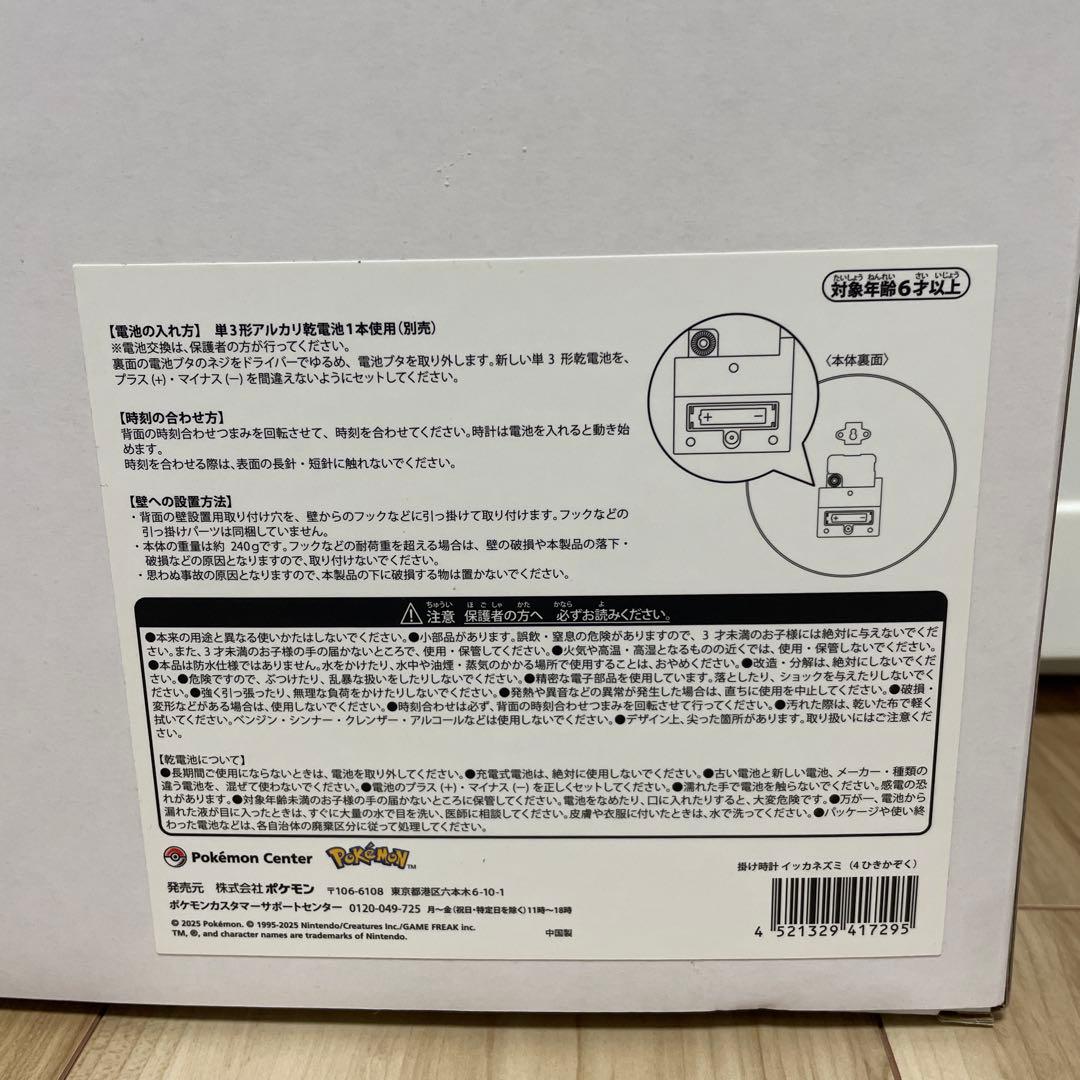 たいしょう ねんれい さい いじょう
対象年齢6才以上
【電池の入れ方】 単3形アルカリ乾電池1本使用(別売)
※電池交換は、保護者の方が行ってください。
裏面の電池ブタのネジをドライバーでゆるめ、電池ブタを取り外します。新しい単3形乾電池を、
プラス(+)・マイナス(−)を間違えないようにセットしてください。
〈本体裏面〉
+ −
【時刻の合わせ方】
背面の時刻合わせつまみを回転させて、時刻を合わせてください。時計は電池を入れると動き始
めます。
時刻を合わせる際は、表面の長針・短針に触れないでください。
【壁への設置方法】
・背面の壁設置用取り付け穴を、壁からのフックなどに引っ掛けて取り付けます。フックなどの
引っ掛けパーツは同梱していません。
・本体の重量は約 240gです。フックなどの耐荷重を超える場合は、壁の破損や本製品の落下・
破損などの原因となりますので、取り付けないでください。
・思わぬ事故の原因となりますので、本製品の下に破損する物は置かないでください。
ちゅうい ほごしゃ かた かなら よ
注意 保護者の方へ 必ずお読みください。
●本来の用途と異なる使いかたはしないでください。●小部品があります。誤飲・窒息の危険がありますので、3才未満のお子様には絶対に与えないでくだ
さい。また、3才未満のお子様の手の届かないところで、使用・保管してください。●火気や高温・高湿となるものの近くでは、使用・保管しないでください。
●本品は防水仕様ではありません。水をかけたり、水中や油煙・蒸気のかかる場所で使用することは、おやめください。●改造・分解は、絶対にしないでくだ
さい。●危険ですので、ぶつけたり、乱暴な扱いをしたりしないでください。●精密な電子部品を使用しています。落としたり、ショックを与えたりしないでく
ださい。●強く引っ張ったり、無理な負荷をかけたりしないでください。●発熱や異音などの異常が発生した場合は、直ちに使用を中止してください。●破損・
変形などがある場合は、使用しないでください。●時刻合わせは必ず、背面の時刻合わせつまみを回転させて行ってください。●汚れた際は、乾いた布で軽く
拭いてください。ベンジン・シンナー・クレンザー・アルコールなどは使用しないでください。●デザイン上、尖った箇所があります。取り扱いにはご注意くだ
さい。
【乾電池について】
●長期間ご使用にならないときは、電池を取り外してください。●充電式電池は、絶対に使用しないでください。●古い電池と新しい電池、メーカー・種類の
違う電池を、混ぜて使わないでください。●電池のプラス(+)・マイナス(−)を正しくセットしてください。●濡れた手で電池を触らないでください。感電の恐
れがあります。●対象年齢未満のお子様の手の届かないところに保管してください。電池をなめたり、口に入れたりすると、大変危険です。●万が一、電池から
漏れた液が目に入ったときは、すぐに大量の水で目を洗い、医師に相談してください。皮膚や衣服に付いたときは、水で洗ってください。●パッケージや使い終
わった電池などは、各自治体の廃棄区分に従って処理してください。
Pokémon Center POKéMON™
掛け時計 イッカネズミ(4ひきかぞく)
発売元 株式会社ポケモン 〒106-6108 東京都港区六本木6-10-1
ポケモンカスタマーサポートセンター 0120-049-725 月〜金(祝日・特定日を除く)11時〜18時
© 2025 Pokémon. © 1995-2025 Nintendo/Creatures Inc./GAME FREAK inc.
TM, ®, and character names are trademarks of Nintendo.
中国製
4 521329 417295